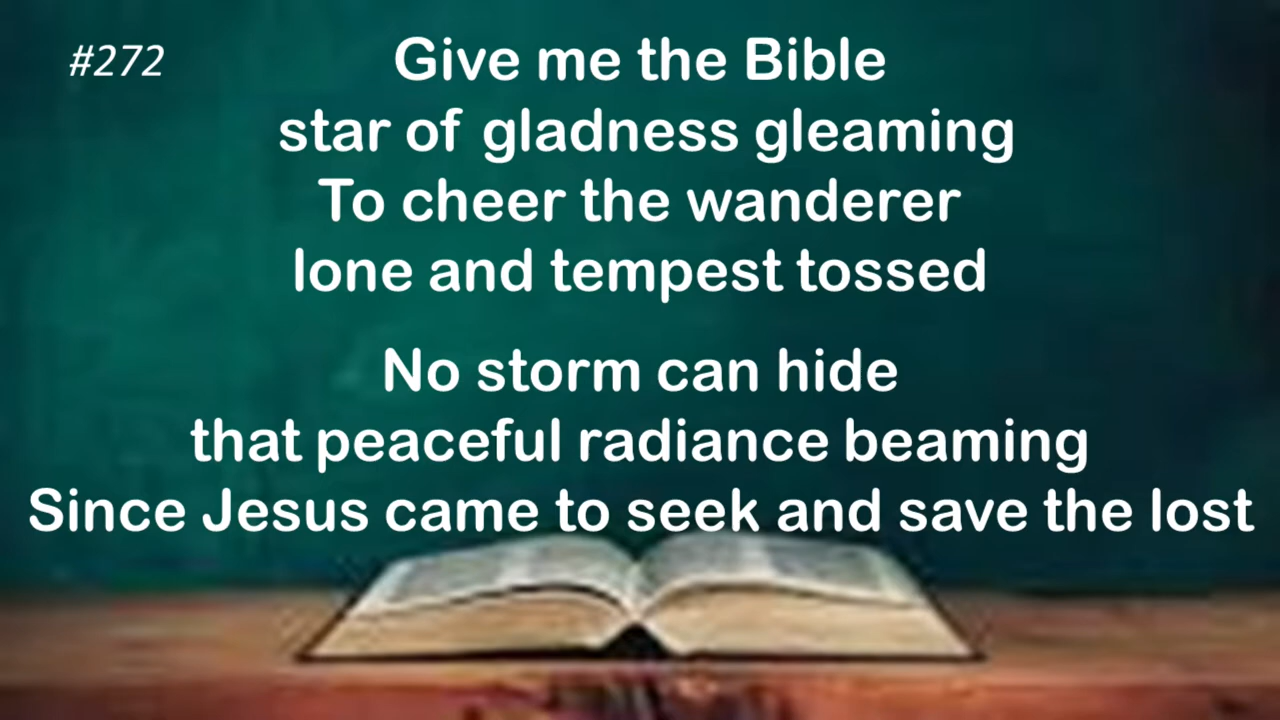 #272
Give me the Bible
star of gladness gleaming
To cheer the wanderer
lone and tempest tossed
No storm can hide
that peaceful radiance beaming
Since Jesus came to seek and save the lost